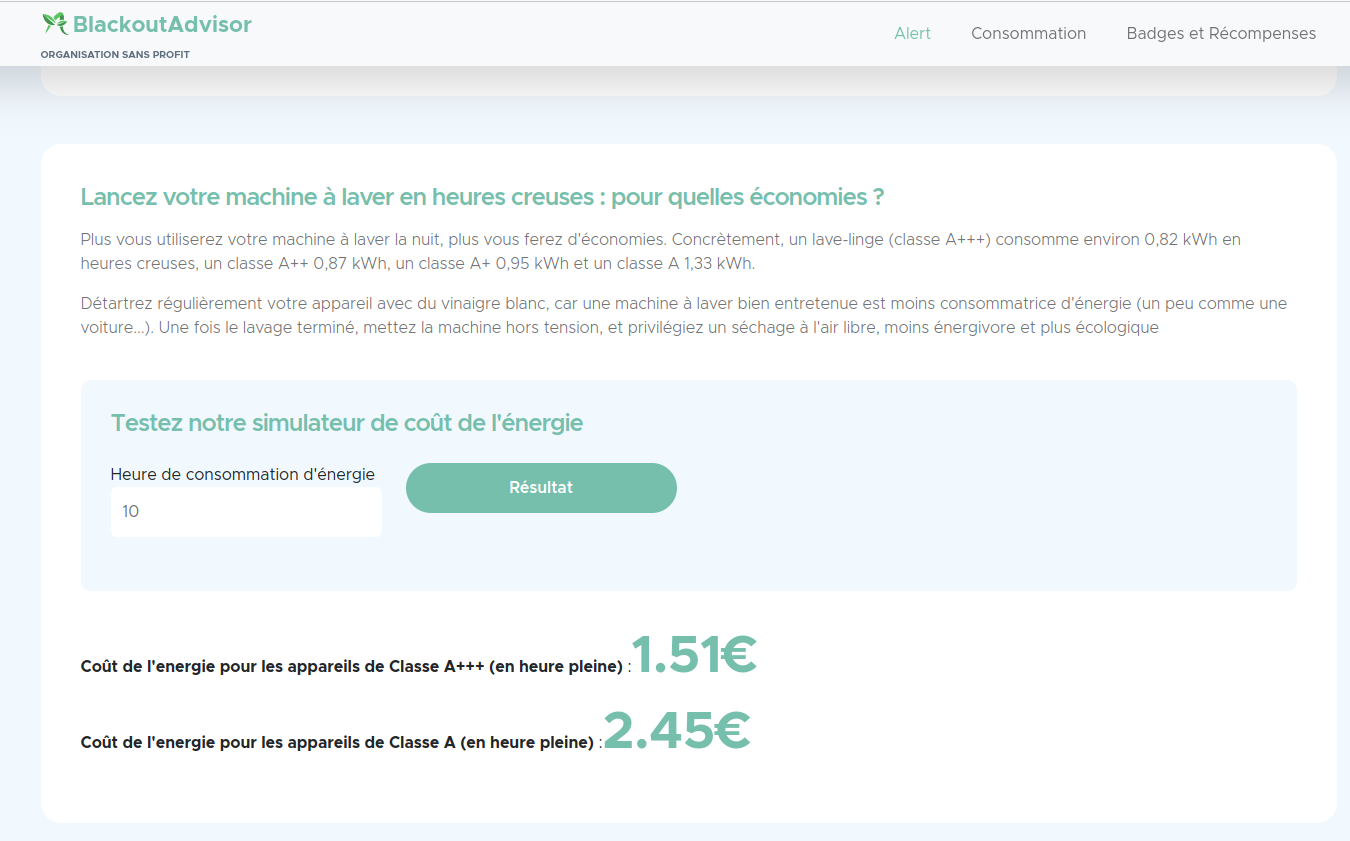 BlackoutAdvisor
ORGANISATION SANS PROFIT
Alert Consommation Badges et Récompenses
Lancez votre machine à laver en heures creuses : pour quelles économies ?
Plus vous utiliserez votre machine à laver la nuit, plus vous ferez d'économies. Concrètement, un lave-linge (classe A+++) consomme environ 0,82 kWh en
heures creuses, un classe A++ 0,87 kWh, un classe A+ 0,95 kWh et un classe A 1,33 kWh.
Détartrez régulièrement votre appareil avec du vinaigre blanc, car une machine à laver bien entretenue est moins consommatrice d'énergie (un peu comme une
voiture...). Une fois le lavage terminé, mettez la machine hors tension, et privilégiez un séchage à l'air libre, moins énergivore et plus écologique
Testez notre simulateur de coût de l'énergie
Heure de consommation d'énergie
Résultat
10
Coût de l'energie pour les appareils de Classe A+++ (en heure pleine) : 1.51€
Coût de l'energie pour les appareils de Classe A (en heure pleine) : 2.45€